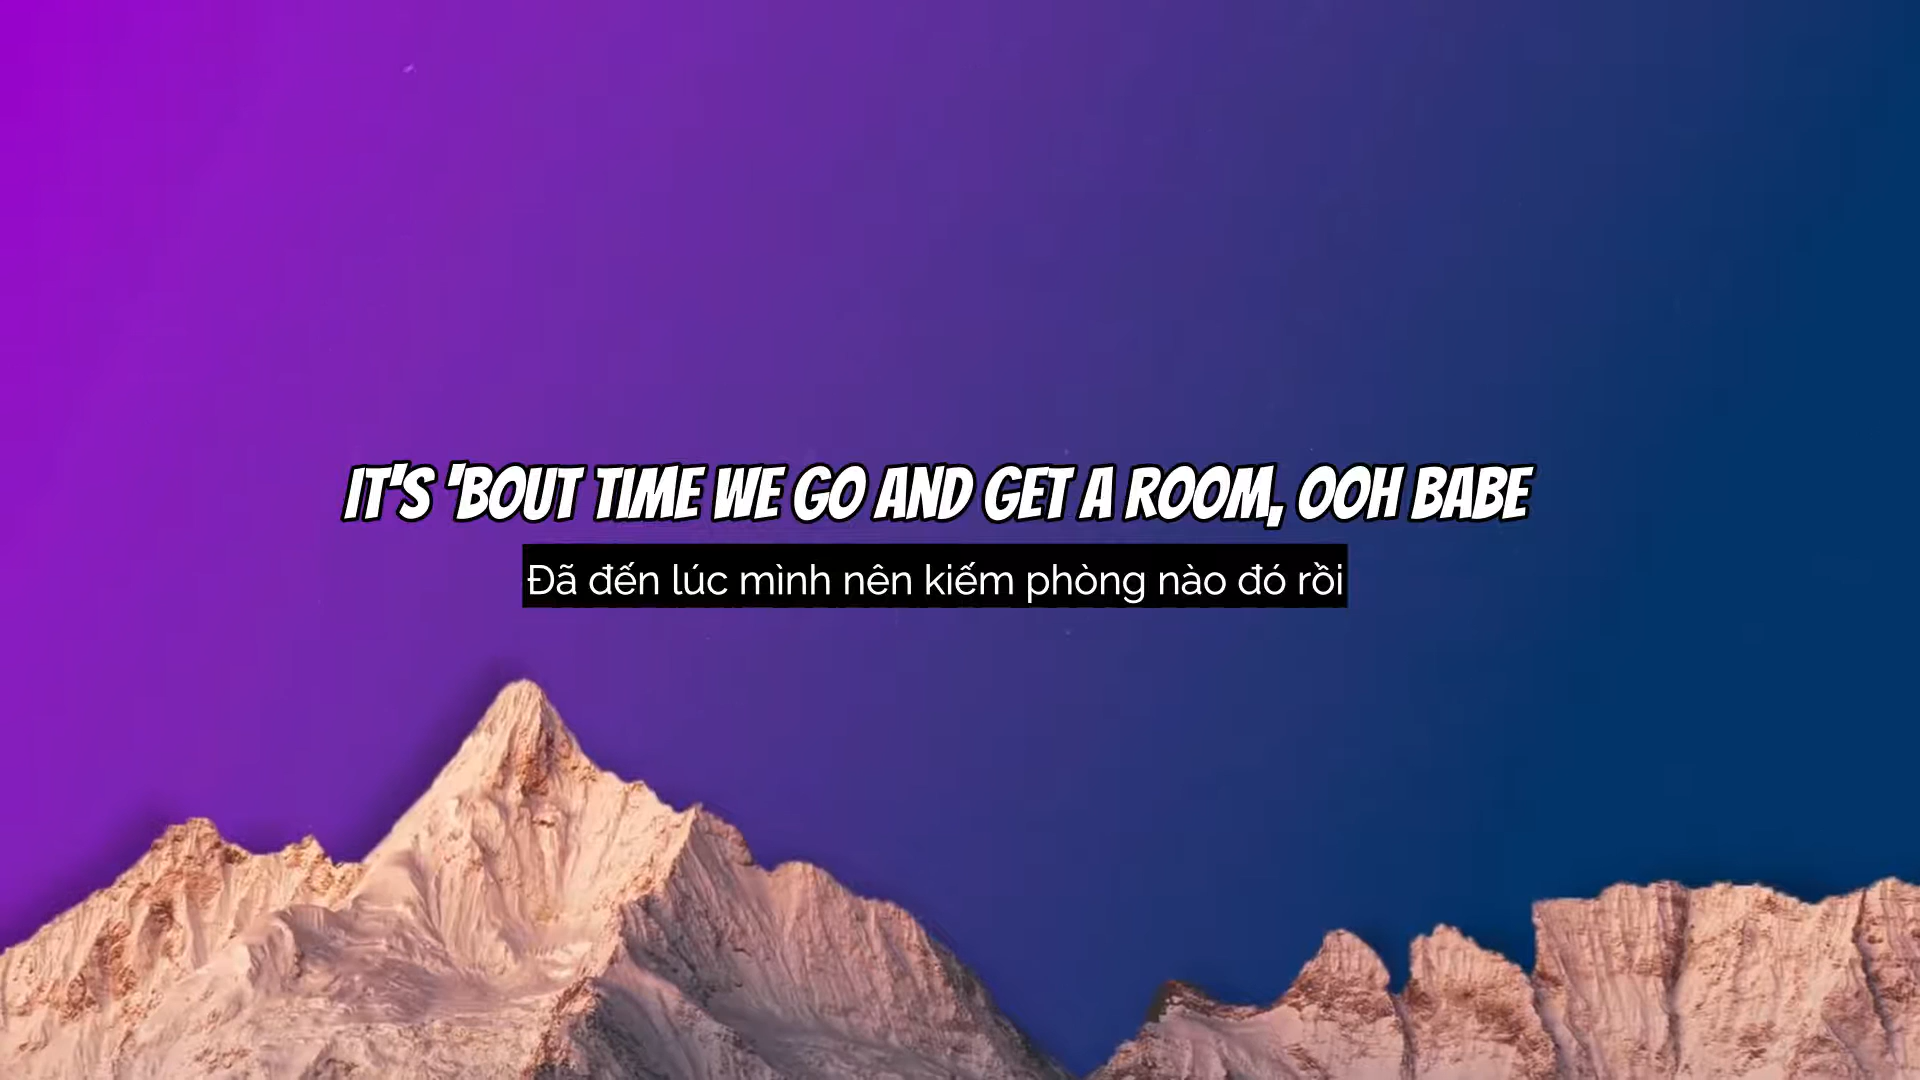 IT'S 'BOUT TIME WE GO AND GET A ROOM, OOH BABE
Đã đến lúc mình nên kiếm phòng nào đó rồi